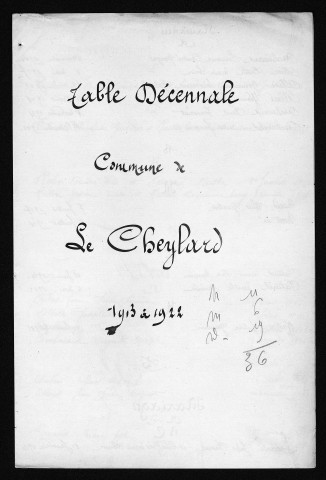 Table Décennale
Commune de
Le Cheylard
1913 à 1922
N 11
M 6
D - 19
36